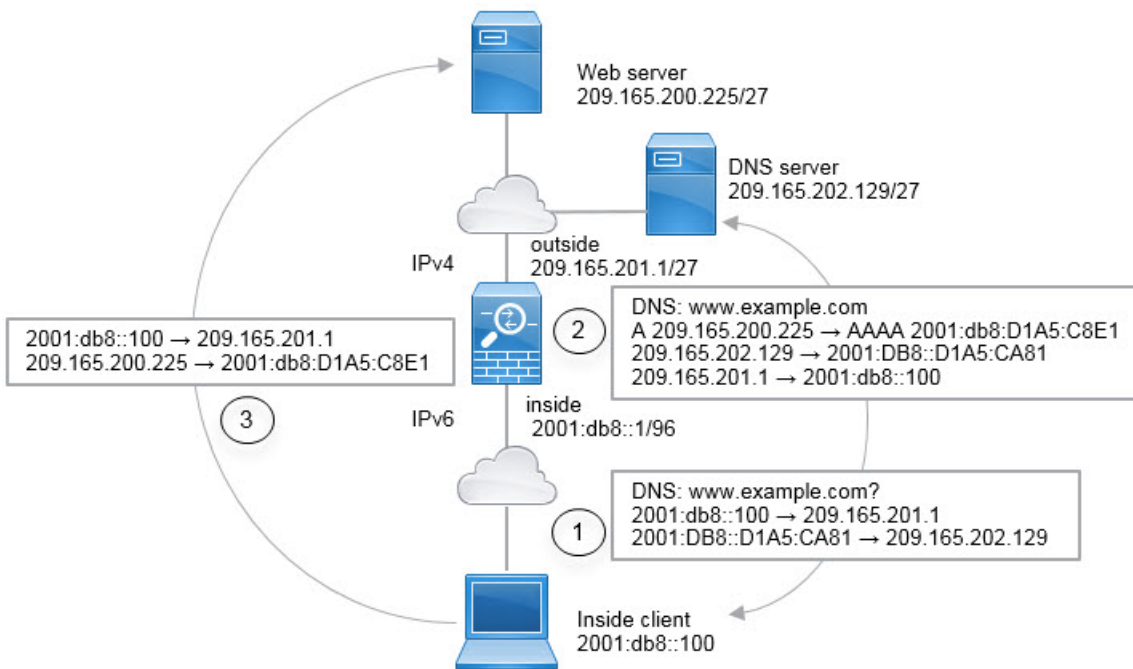 Web server
209.165.200.225/27
DNS server
209.165.202.129/27
IPv4
outside
209.165.201.1/27
2001:db8::100 → 209.165.201.1
209.165.200.225 → 2001:db8:D1A5:C8E1
3
2
DNS: www.example.com
A 209.165.200.225 → AAAA 2001:db8:D1A5:C8E1
209.165.202.129 → 2001:DB8::D1A5:CA81
209.165.201.1 → 2001:db8::100
IPv6
inside
2001:db8::1/96
1
DNS: www.example.com?
2001:db8::100 → 209.165.201.1
2001:DB8::D1A5:CA81 → 209.165.202.129
Inside client
2001:db8::100